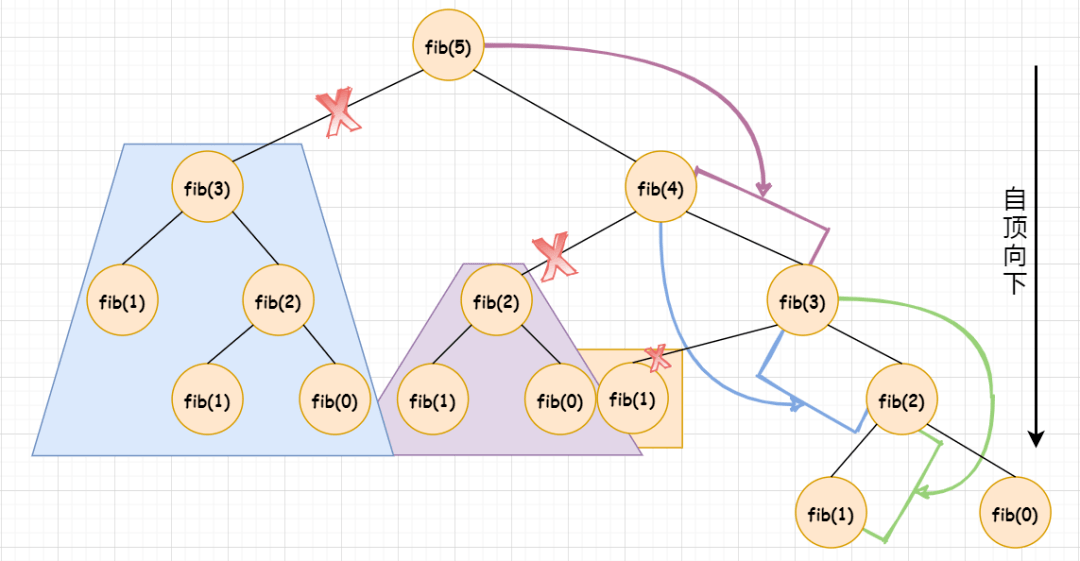 fib(5)
fib(3)
fib(4)
自顶向下
fib(1)
fib(2)
fib(2)
fib(3)
fib(1)
fib(0)
fib(1)
fib(0)
fib(1)
fib(2)
fib(1)
fib(0)